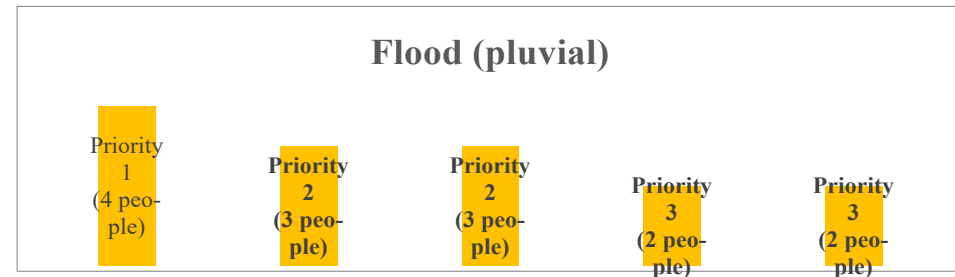 Flood (pluvial)
Priority
1
(4 peo-
ple)
Priority
2
(3 peo-
ple)
Priority
2
(3 peo-
ple)
Priority
3
(2 peo-
ple)
Priority
3
(2 peo-
ple)